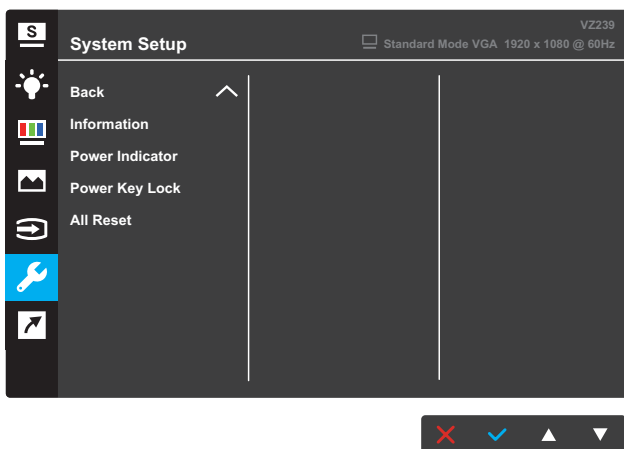 S
VZ239
System Setup
Standard Mode VGA 1920 x 1080 @ 60Hz
Back
Information
Power Indicator
Power Key Lock
All Reset